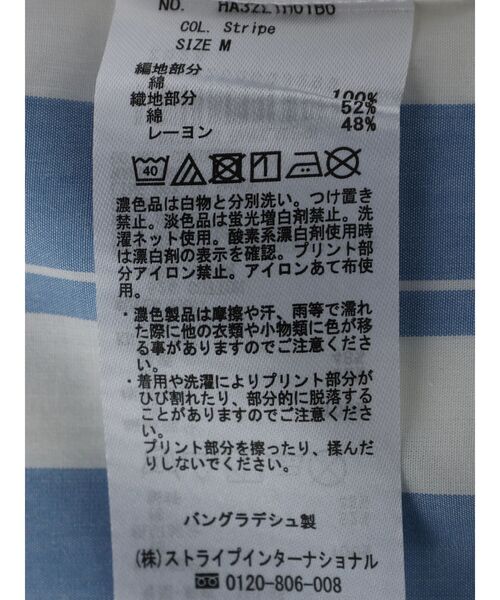 NO. HA32Z1H01B0
COL. Stripe
SIZE M
編地部分
綿 100%
織地部分
綿 52%
レーヨン 48%
40
濃色品は白物と分別洗い。つけ置き
禁止。淡色品は蛍光増白剤禁止。洗
濯ネット使用。酸素系漂白剤使用時
は漂白剤の表示を確認。プリント部
分アイロン禁止。アイロンあて布使
用。
・濃色製品は摩擦や汗、雨等で濡れ
た際に他の衣類や小物類に色が移
る事がありますのでご注意くださ
い。
・着用や洗濯によりプリント部分が
ひび割れたり、部分的に脱落する
ことがありますのでご注意くださ
い。
プリント部分を擦ったり、揉んだ
りしないでください。
バングラデシュ製
(株)ストライプインターナショナル
0120-806-008